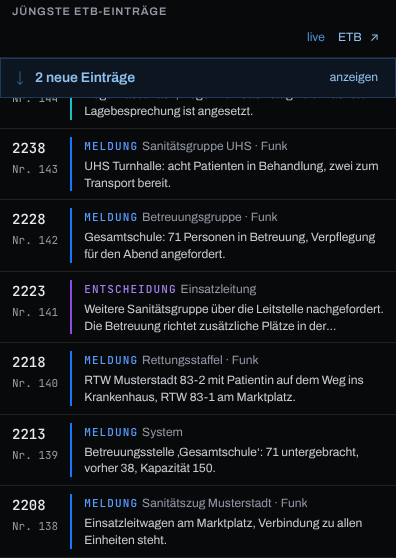 JÜNGSTE ETB-EINTRÄGE
live ETB ↗
↓ 2 neue Einträge anzeigen
Nr. 144
Lagebesprechung ist angesetzt.
2238 MELDUNG Sanitätsgruppe UHS · Funk
Nr. 143 UHS Turnhalle: acht Patienten in Behandlung, zwei zum
Transport bereit.
2228 MELDUNG Betreuungsgruppe · Funk
Nr. 142 Gesamtschule: 71 Personen in Betreuung, Verpflegung
für den Abend angefordert.
2223 ENTSCHEIDUNG Einsatzleitung
Nr. 141 Weitere Sanitätsgruppe über die Leitstelle nachgefordert.
Die Betreuung richtet zusätzliche Plätze in der…
2218 MELDUNG Rettungsstaffel · Funk
Nr. 140 RTW Musterstadt 83-2 mit Patientin auf dem Weg ins
Krankenhaus, RTW 83-1 am Marktplatz.
2213 MELDUNG System
Nr. 139 Betreuungsstelle ‚Gesamtschule‘: 71 untergebracht,
vorher 38, Kapazität 150.
2208 MELDUNG Sanitätszug Musterstadt · Funk
Nr. 138 Einsatzleitwagen am Marktplatz, Verbindung zu allen
Einheiten steht.